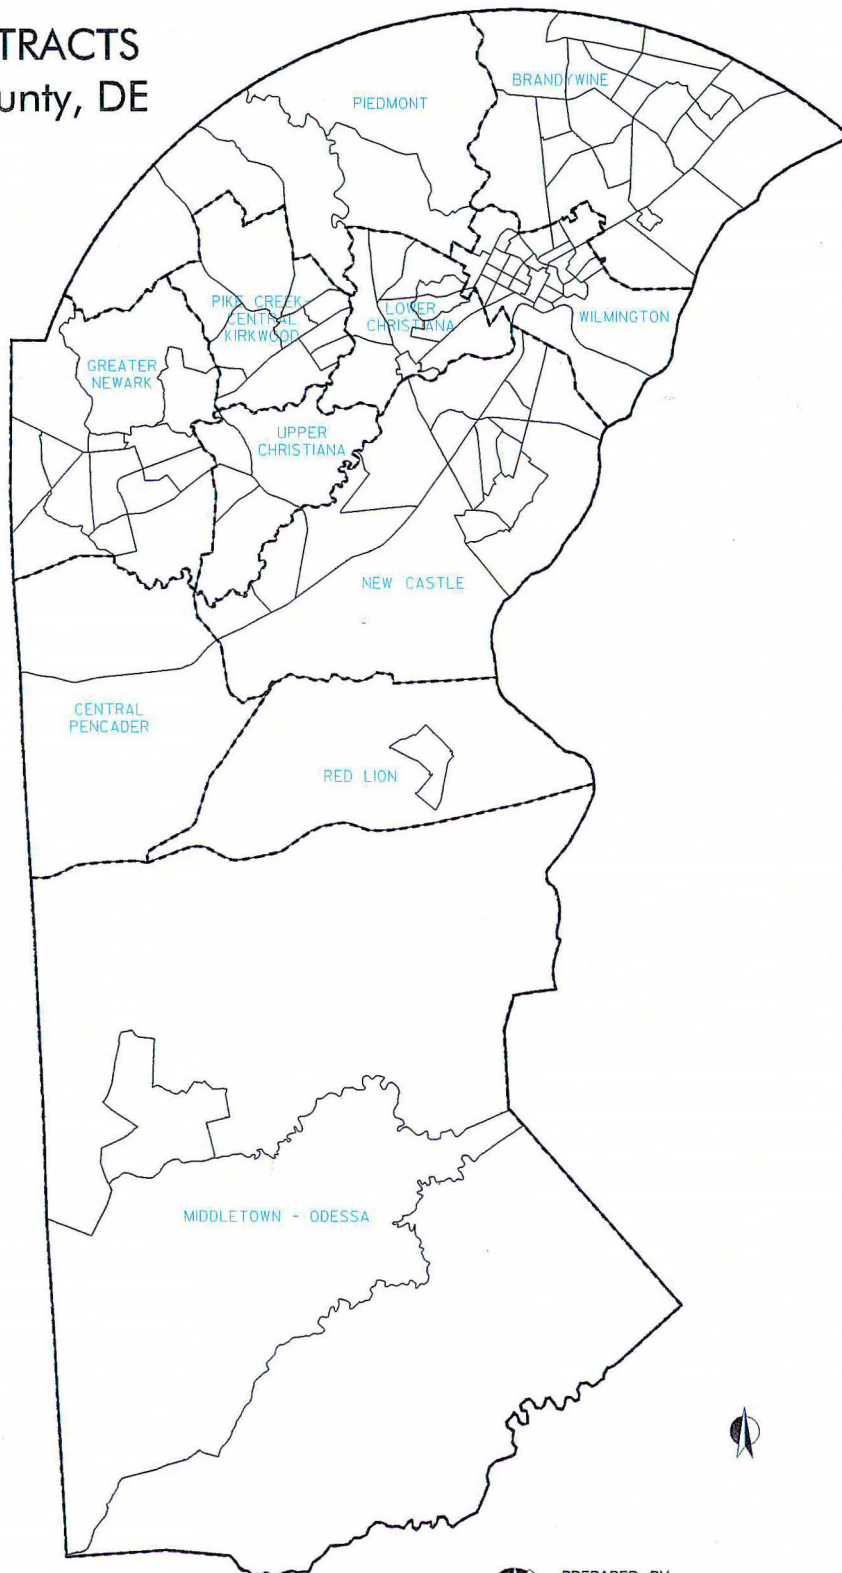 TRACTS
unty, DE
PIEDMONT
BRANDYWINE
PIKE CREEK-
CENTRAL
KIRKWOOD
LOWER
CHRISTIANA
WILMINGTON
GREATER
NEWARK
UPPER
CHRISTIANA
NEW CASTLE
CENTRAL
PENCADER
RED LION
MIDDLETOWN - ODESSA
PREPARED BY